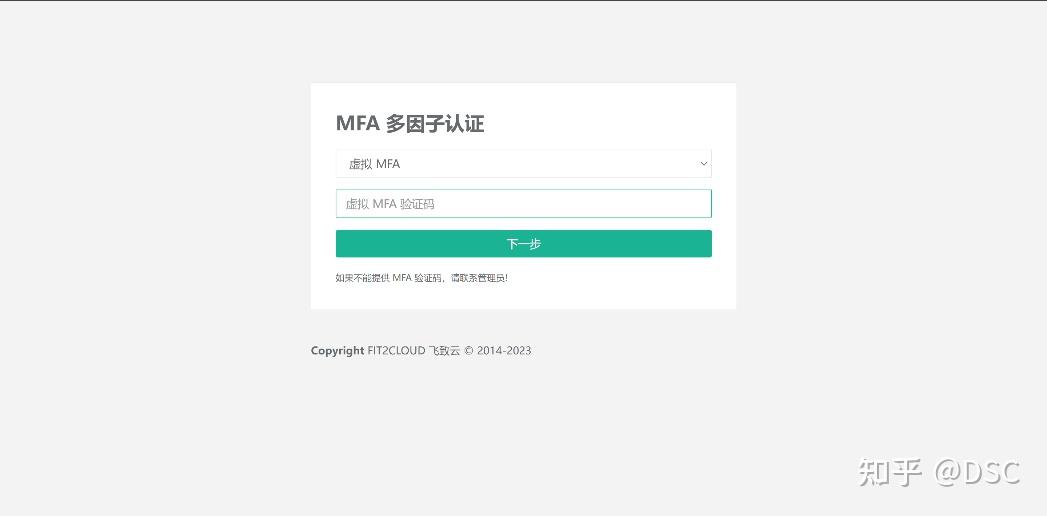 MFA 多因子认证
虚拟 MFA
虚拟 MFA 验证码
下一步
如果不能提供 MFA 验证码，请联系管理员!
Copyright FIT2CLOUD 飞致云 © 2014-2023
知乎 @DSC